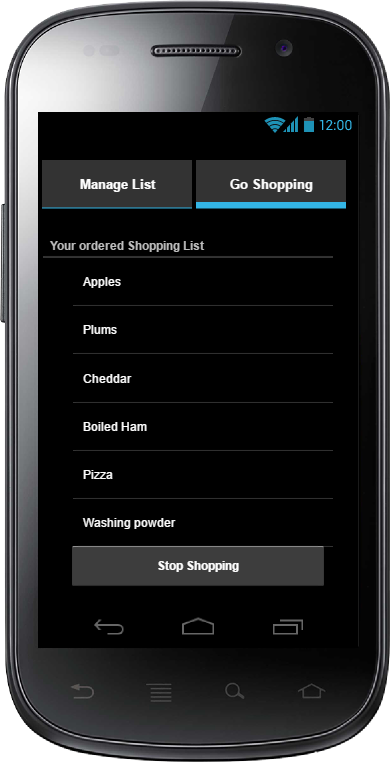 12:00
Manage List
Go Shopping
Your ordered Shopping List
Apples
Plums
Cheddar
Boiled Ham
Pizza
Washing powder
Stop Shopping